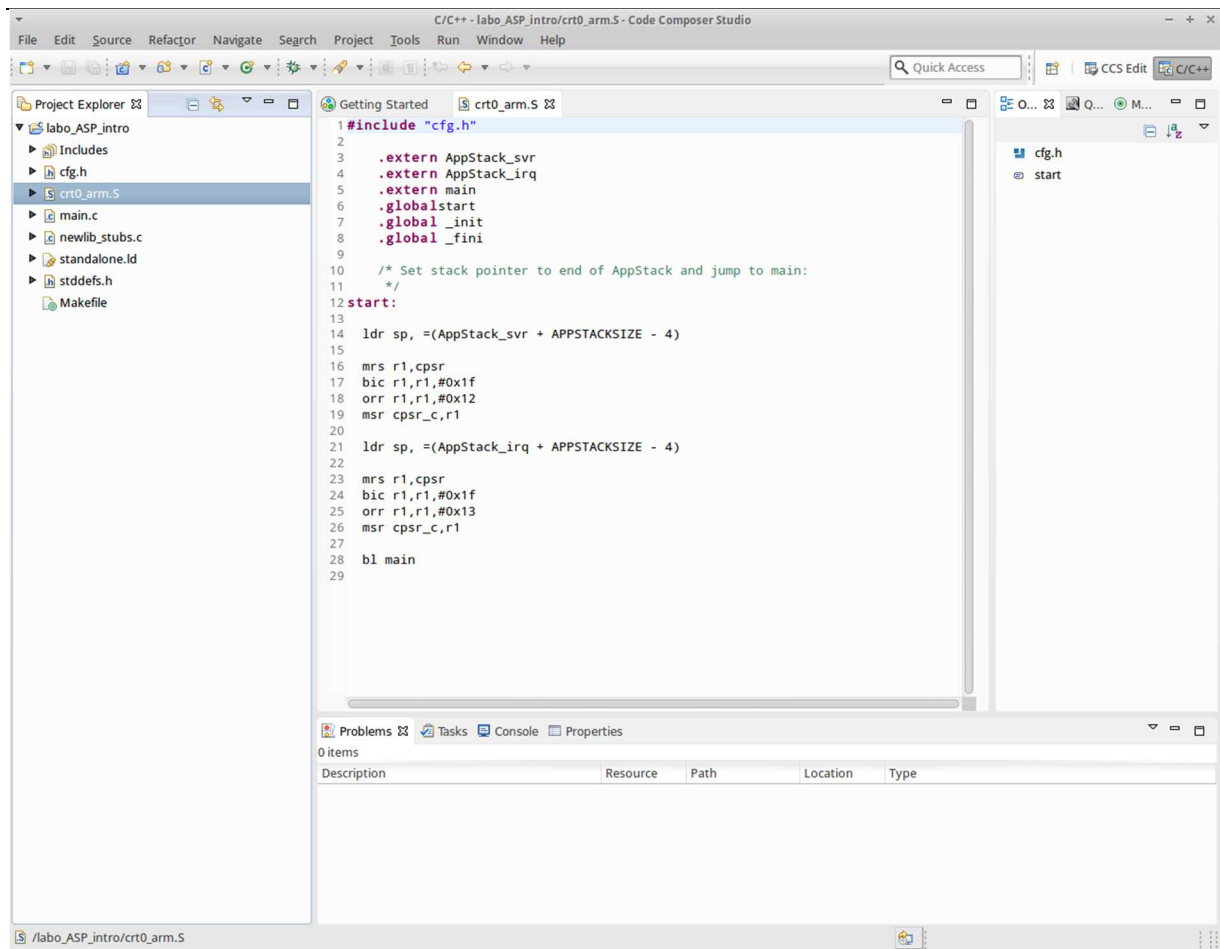 C/C++ - labo_ASP_intro/crt0_arm.S - Code Composer Studio
File Edit Source Refactor Navigate Search Project Tools Run Window Help
Quick Access
CCS Edit C/C++
Project Explorer
labo_ASP_intro
Includes
cfg.h
crt0_arm.S
main.c
newlib_stubs.c
standalone.ld
stddefs.h
Makefile
Getting Started crt0_arm.S
1 #include "cfg.h"
2
3 .extern AppStack_svr
4 .extern AppStack_irq
5 .extern main
6 .globalstart
7 .global _init
8 .global _fini
9
10 /* Set stack pointer to end of AppStack and jump to main:
11 */
12 start:
13
14 ldr sp, =(AppStack_svr + APPSTACKSIZE - 4)
15
16 mrs r1,cpsr
17 bic r1,r1,#0x1f
18 orr r1,r1,#0x12
19 msr cpsr_c,r1
20
21 ldr sp, =(AppStack_irq + APPSTACKSIZE - 4)
22
23 mrs r1,cpsr
24 bic r1,r1,#0x1f
25 orr r1,r1,#0x13
26 msr cpsr_c,r1
27
28 bl main
29
O... Q... M...
cfg.h
start
Problems Tasks Console Properties
0 items
Description Resource Path Location Type
/labo_ASP_intro/crt0_arm.S